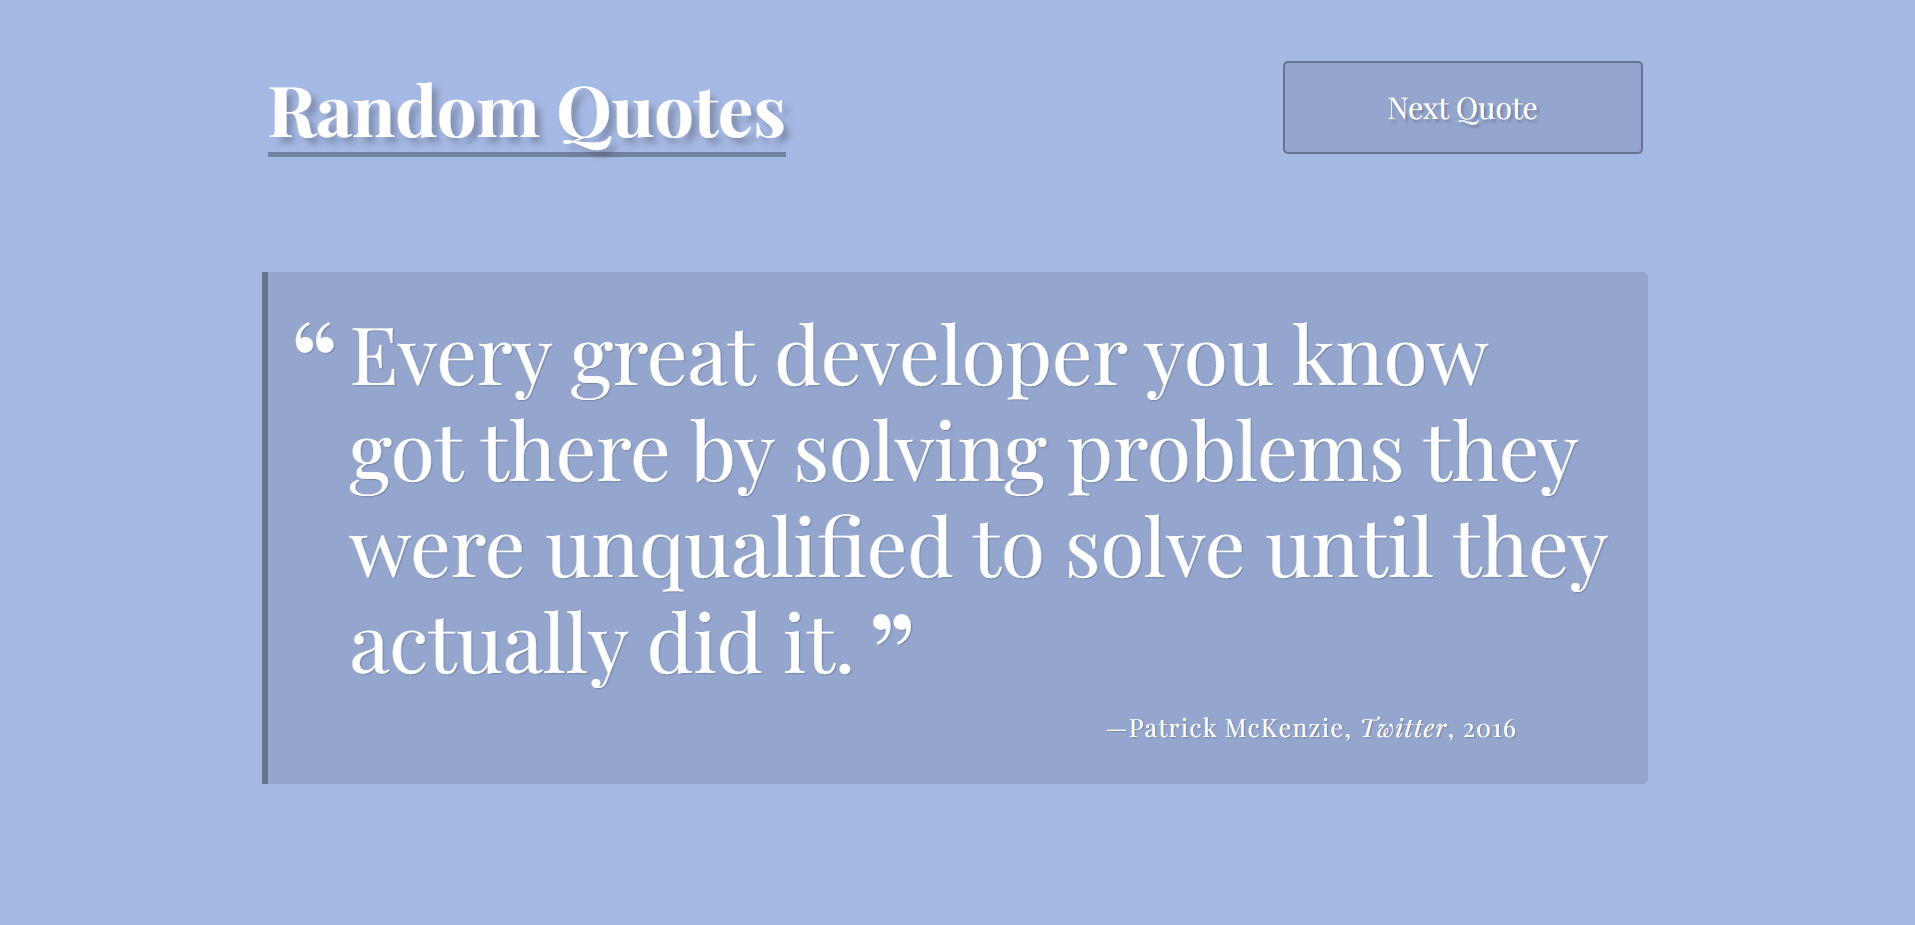 Random Quotes
Next Quote
“Every great developer you know
got there by solving problems they
were unqualified to solve until they
actually did it.”
—Patrick McKenzie, Twitter, 2016